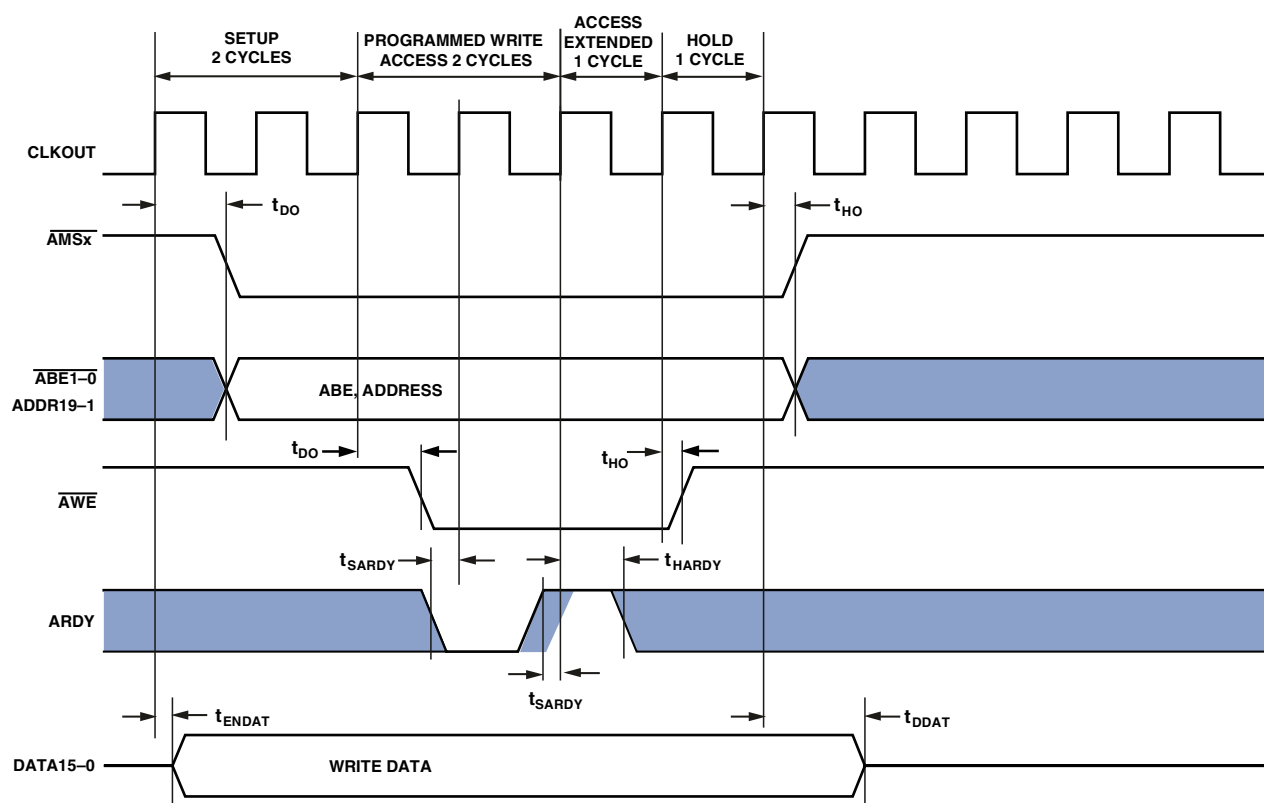 SETUP
2 CYCLES
PROGRAMMED WRITE
ACCESS 2 CYCLES
ACCESS
EXTENDED
1 CYCLE
HOLD
1 CYCLE
CLKOUT
tDO
tHO
AMSx
ABE1–0
ADDR19–1
ABE, ADDRESS
tDO
tHO
AWE
tSARDY
tHARDY
ARDY
tSARDY
tENDAT
tDDAT
DATA15–0
WRITE DATA